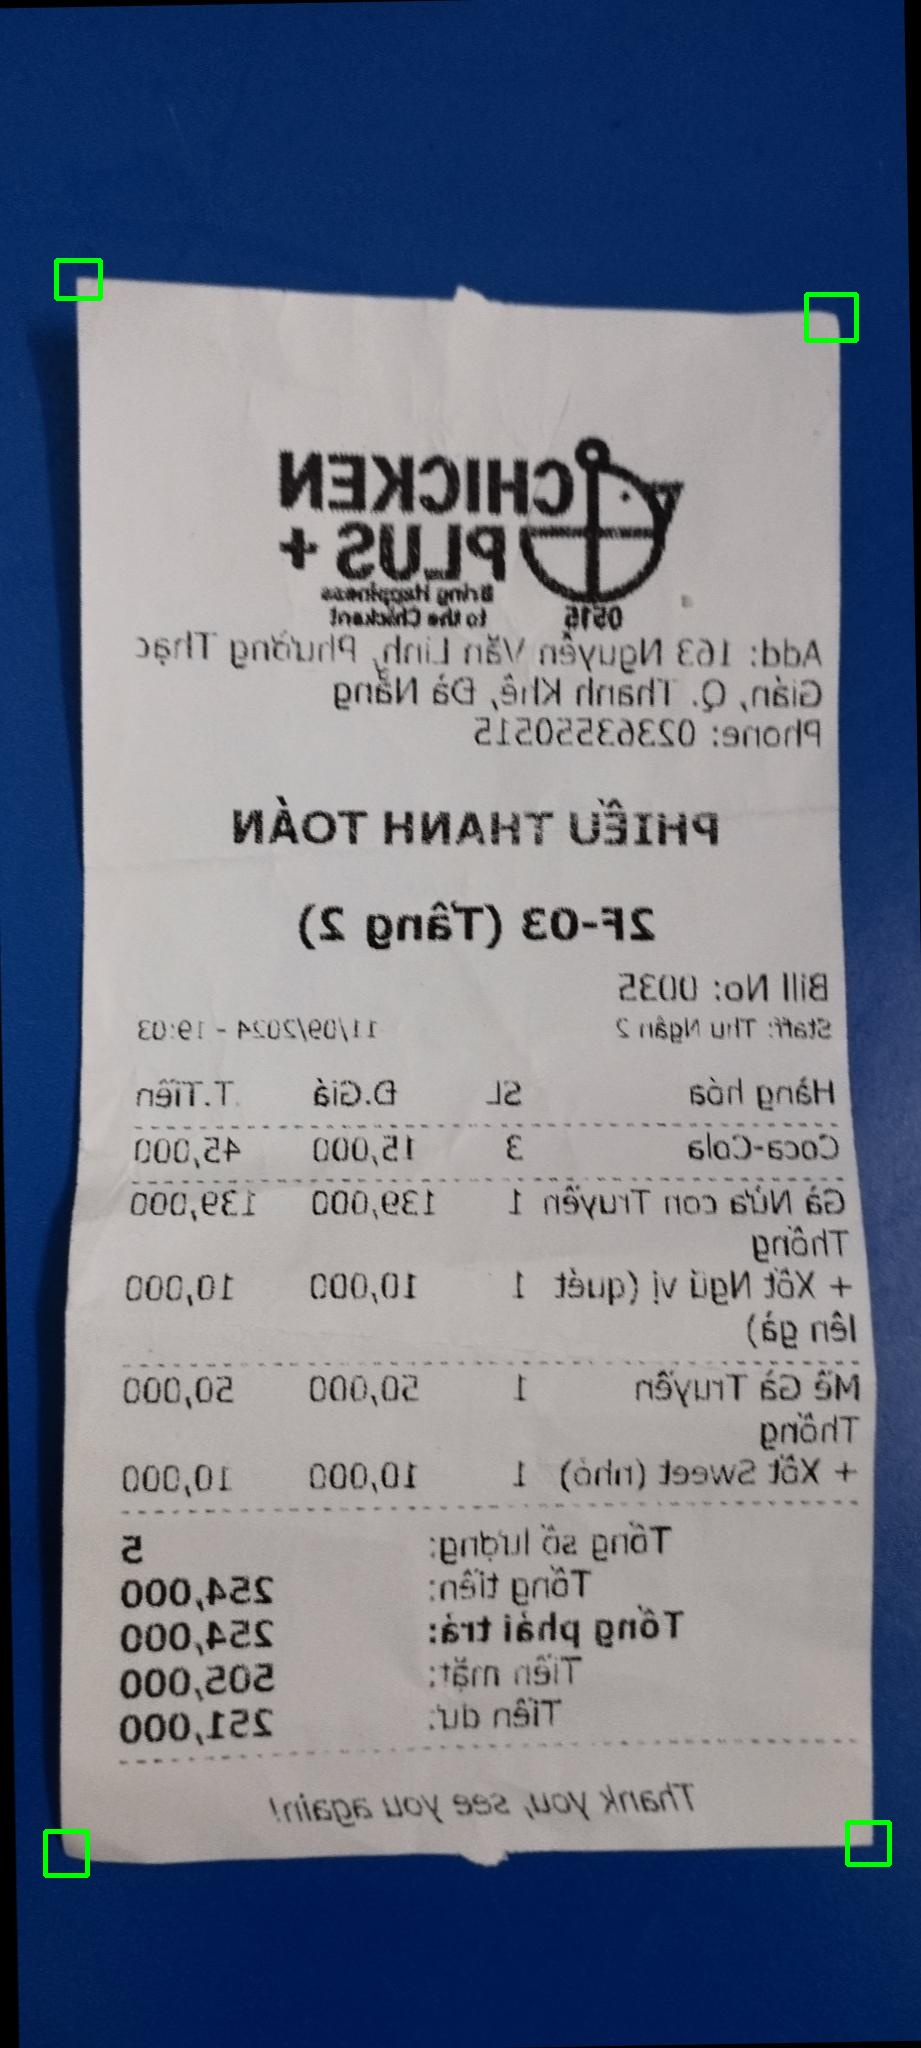 CHICKEN
PLUS +
Bring Happiness
to the Chickent
0515
Add: 163 Nguyễn Văn Linh, Phường Thạc
Gián, Q. Thanh Khê, Đà Nẵng
Phone: 02363550515
PHIẾU THANH TOÁN
2F-03 (Tầng 2)
Bill No: 0035
Staff: Thu Ngân 2 11/09/2024 - 19:03
Hàng hóa SL Đ.Giá T.Tiền
Coca-Cola 3 15,000 45,000
Gà Nửa con Truyền 1 139,000 139,000
Thống
+ Xốt Ngũ vị (quét 1 10,000 10,000
lên gà)
Mề Gà Truyền 1 50,000 50,000
Thống
+ Xốt Sweet (nhỏ) 1 10,000 10,000
Tổng số lượng: 5
Tổng tiền: 254,000
Tổng phải trả: 254,000
Tiền mặt: 505,000
Tiền dư: 251,000
Thank you, see you again!